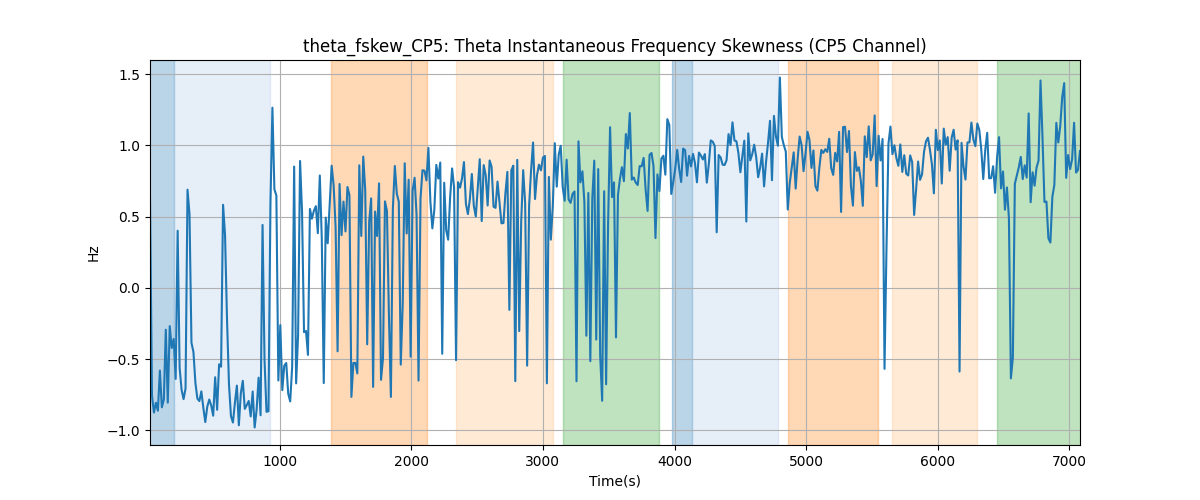 theta_fskew_CP5: Theta Instantaneous Frequency Skewness (CP5 Channel)
1.5
1.0
0.5
0.0
−0.5
−1.0
Hz
1000 2000 3000 4000 5000 6000 7000
Time(s)